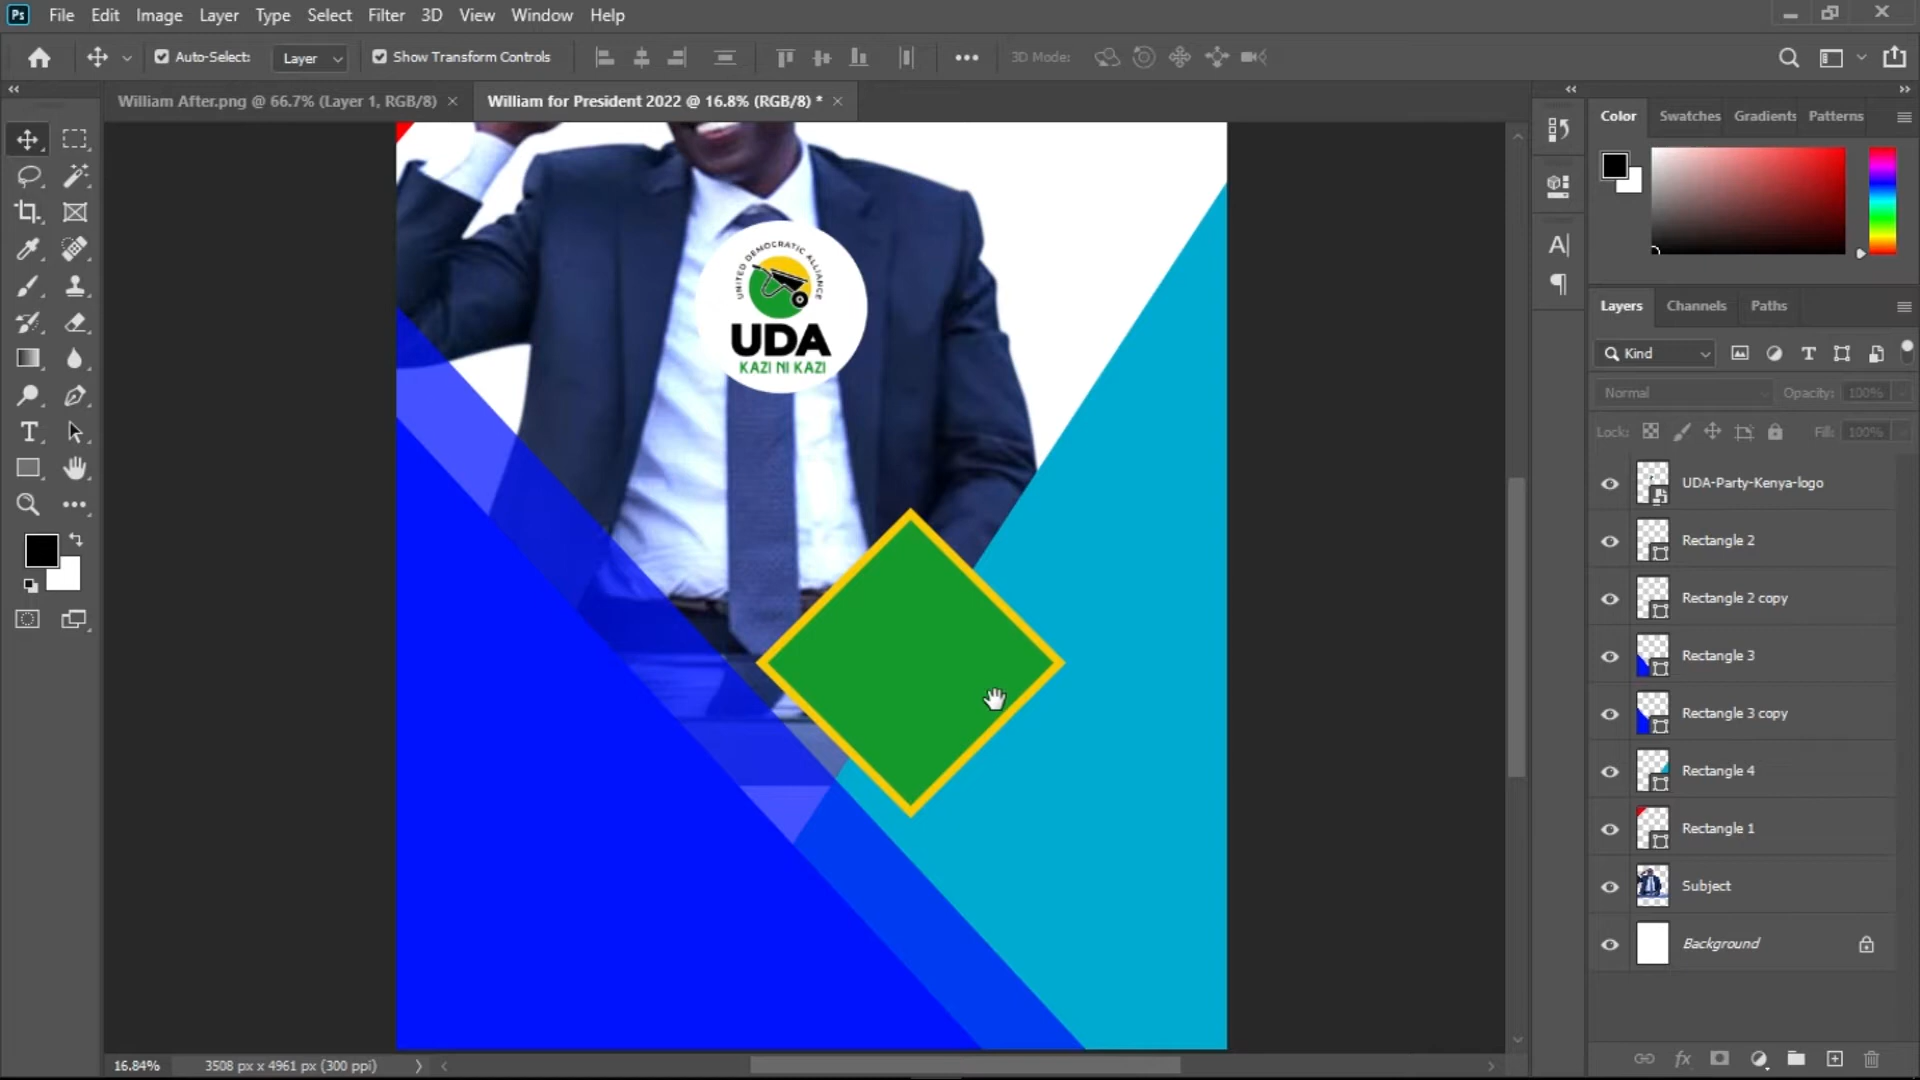 Ps File Edit Image Layer Type Select Filter 3D View Window Help
Auto-Select: Layer Show Transform Controls 3D Mode:
William After.png @ 66.7% (Layer 1, RGB/8) William for President 2022 @ 16.8% (RGB/8) *
Color Swatches Gradients Patterns
UNITED DEMOCRATIC ALLIANCE
UDA
KAZI NI KAZI
Layers Channels Paths
Kind
Normal Opacity: 100%
Lock: Fill: 100%
UDA-Party-Kenya-logo
Rectangle 2
Rectangle 2 copy
Rectangle 3
Rectangle 3 copy
Rectangle 4
Rectangle 1
Subject
Background
16.84% 3508 px x 4961 px (300 ppi)